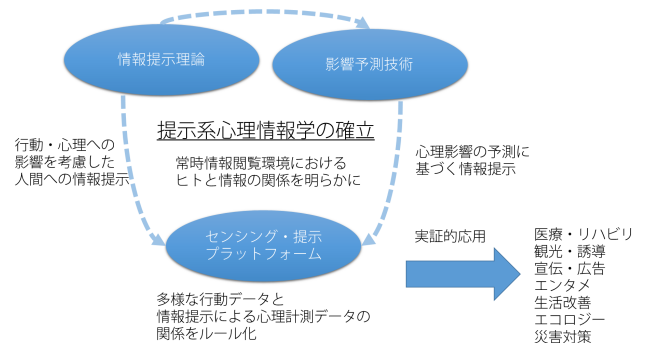 情報提示理論
影響予測技術
提示系心理情報学の確立
行動・心理への
影響を考慮した
人間への情報提示
常時情報閲覧環境における
ヒトと情報の関係を明らかに
心理影響の予測に
基づく情報提示
センシング・提示
プラットフォーム
実証的応用
医療・リハビリ
観光・誘導
宣伝・広告
エンタメ
生活改善
エコロジー
災害対策
多様な行動データと
情報提示による心理計測データの
関係をルール化